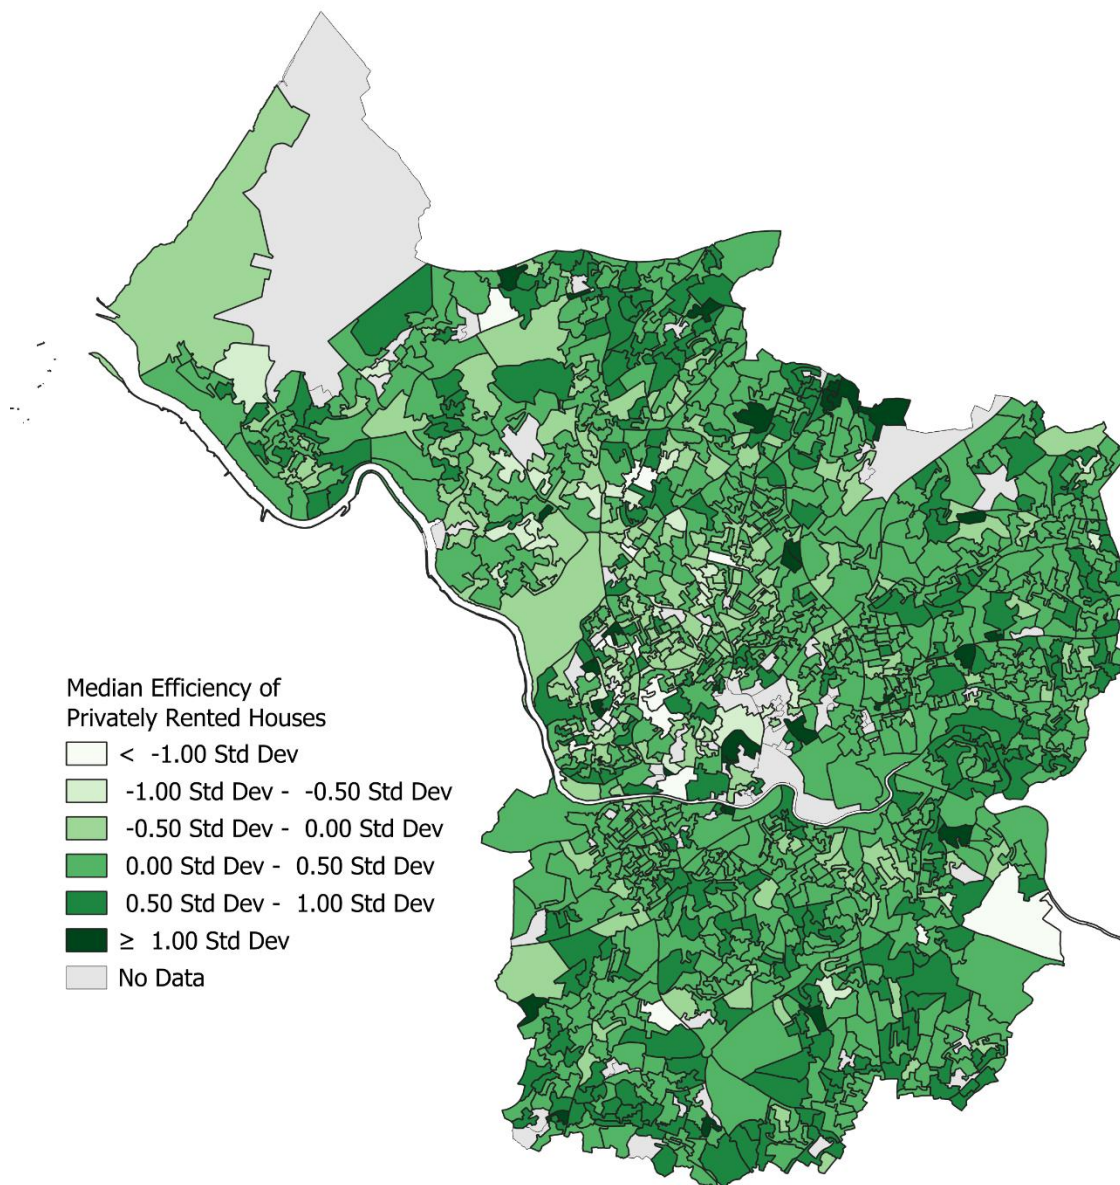 Median Efficiency of
Privately Rented Houses
< -1.00 Std Dev
-1.00 Std Dev - -0.50 Std Dev
-0.50 Std Dev - 0.00 Std Dev
0.00 Std Dev - 0.50 Std Dev
0.50 Std Dev - 1.00 Std Dev
≥ 1.00 Std Dev
No Data